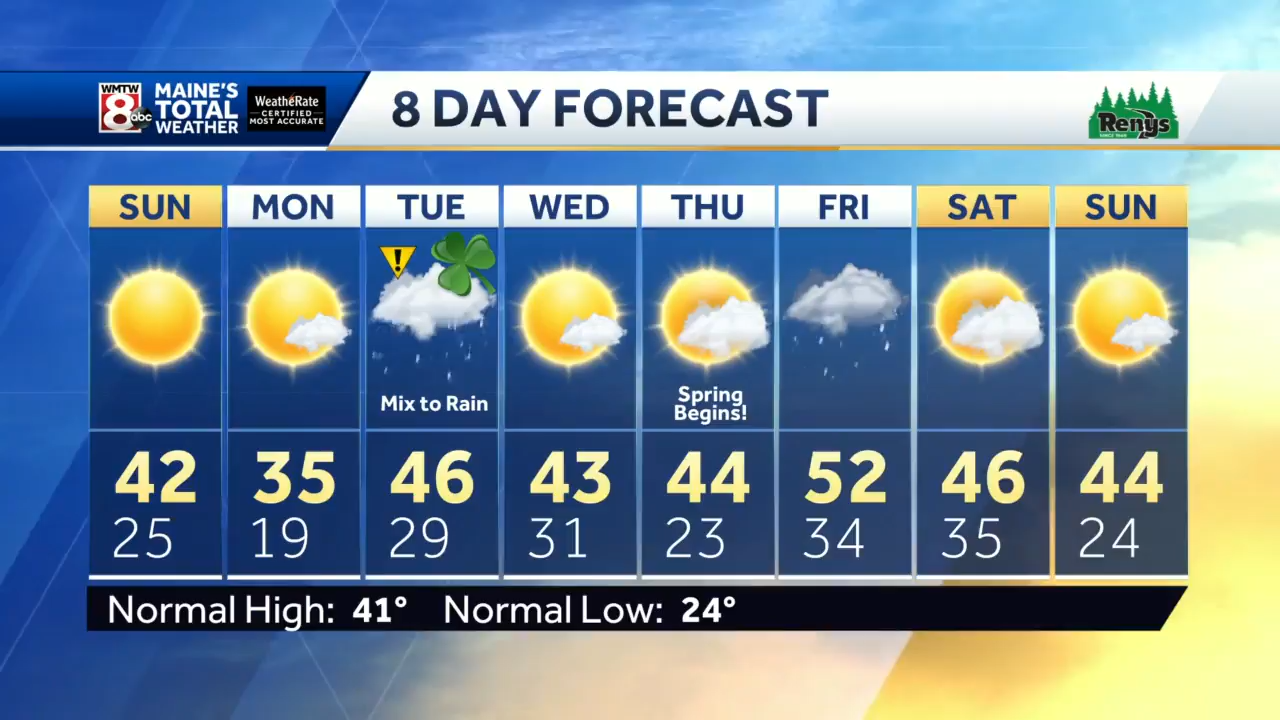 WMTW
8
abc
MAINE'S
TOTAL
WEATHER
WeatheRate
CERTIFIED
MOST ACCURATE
8 DAY FORECAST
Renys
SINCE 1949
SUN MON TUE WED THU FRI SAT SUN
!
Mix to Rain
Spring
Begins!
42 35 46 43 44 52 46 44
25 19 29 31 23 34 35 24
Normal High: 41° Normal Low: 24°